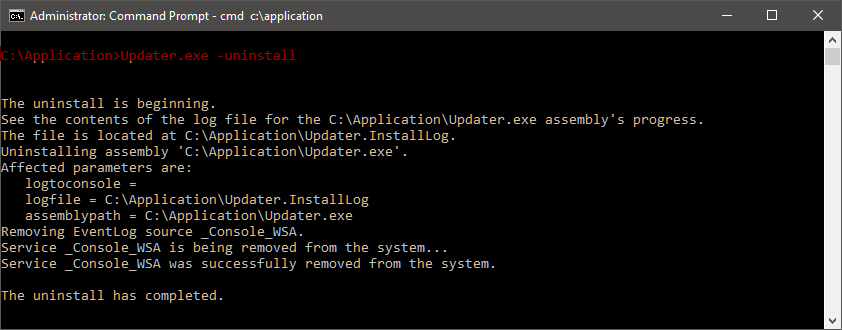 Administrator: Command Prompt - cmd  c:\application
C:\Application>Updater.exe -uninstall
The uninstall is beginning.
See the contents of the log file for the C:\Application\Updater.exe assembly's progress.
The file is located at C:\Application\Updater.InstallLog.
Uninstalling assembly 'C:\Application\Updater.exe'.
Affected parameters are:
   logtoconsole =
   logfile = C:\Application\Updater.InstallLog
   assemblypath = C:\Application\Updater.exe
Removing EventLog source _Console_WSA.
Service _Console_WSA is being removed from the system...
Service _Console_WSA was successfully removed from the system.
The uninstall has completed.